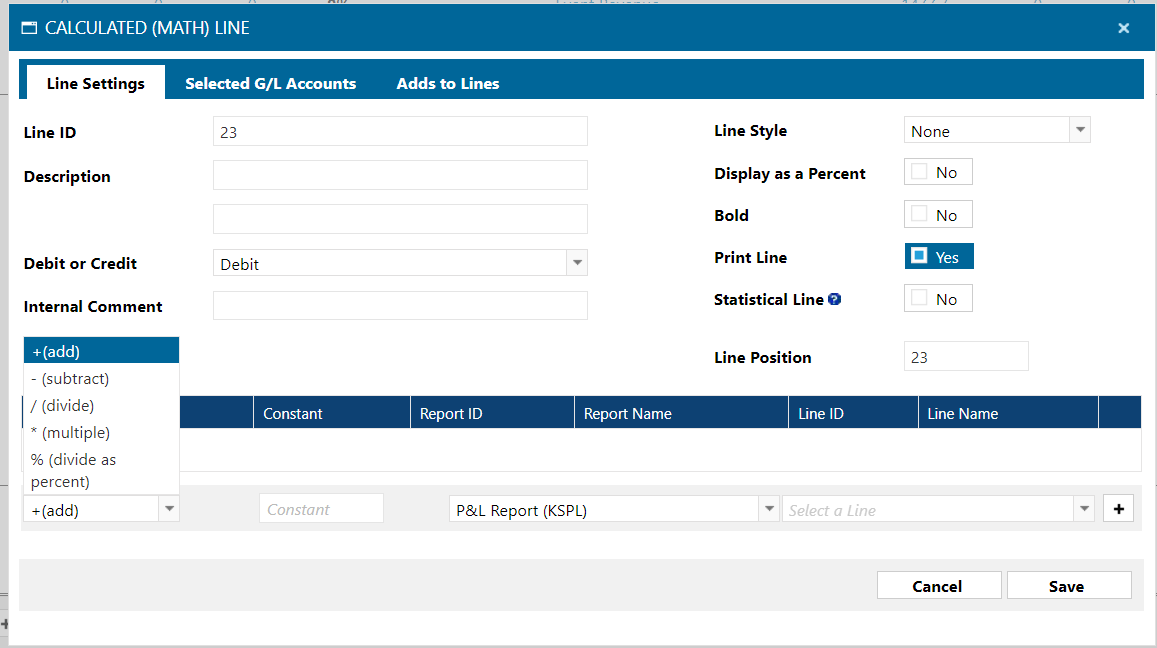 CALCULATED (MATH) LINE
Line Settings Selected G/L Accounts Adds to Lines
Line ID 23 Line Style None
Description Display as a Percent No
Bold No
Debit or Credit Debit Print Line Yes
Internal Comment Statistical Line ? No
+(add) Line Position 23
- (subtract)
/ (divide)
* (multiple)
% (divide as
percent)
Constant Report ID Report Name Line ID Line Name
+(add) Constant P&L Report (KSPL) Select a Line +
Cancel Save